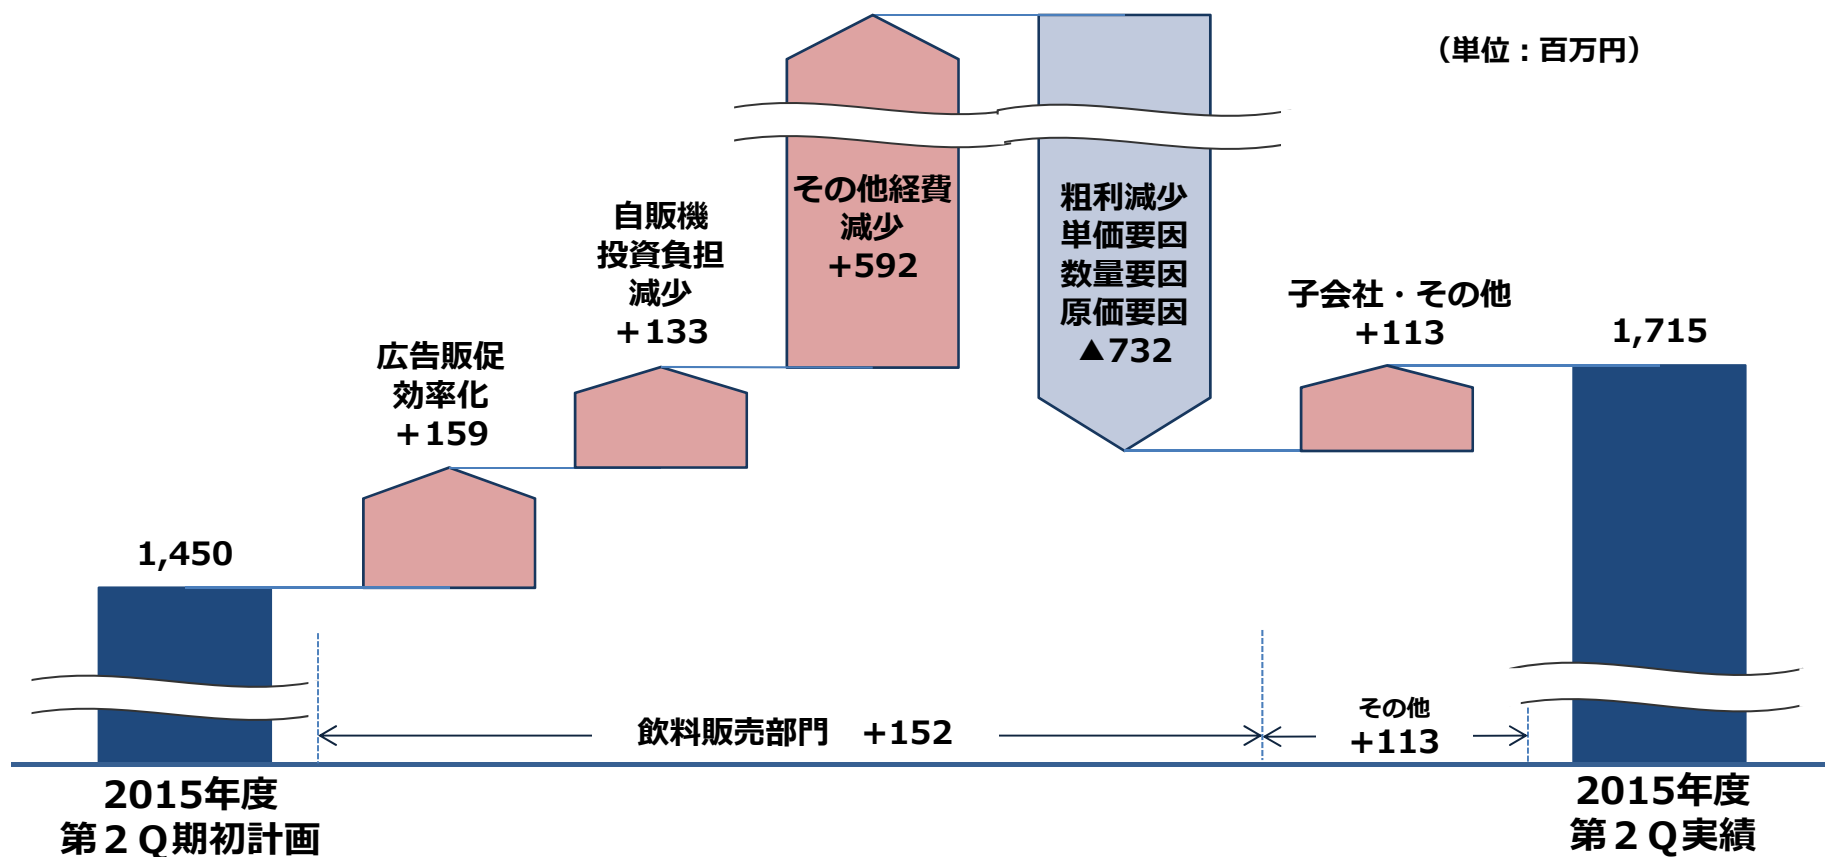 （単位：百万円）
その他経費
減少
+592
粗利減少
単価要因
数量要因
原価要因
▲732
自販機
投資負担
減少
＋133
子会社・その他
+113
1,715
広告販促
効率化
＋159
1,450
飲料販売部門　+152
その他
+113
2015年度
第２Ｑ期初計画
2015年度
第２Ｑ実績